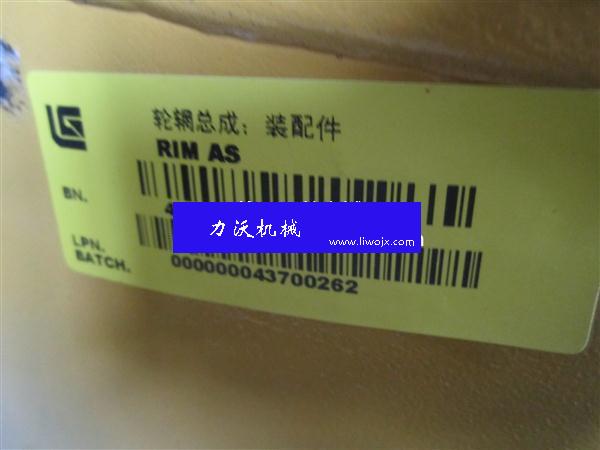 轮辋总成：装配件
RIM AS
BN.
力沃机械
www.liwojx.com
LPN.
BATCH.
000000043700262